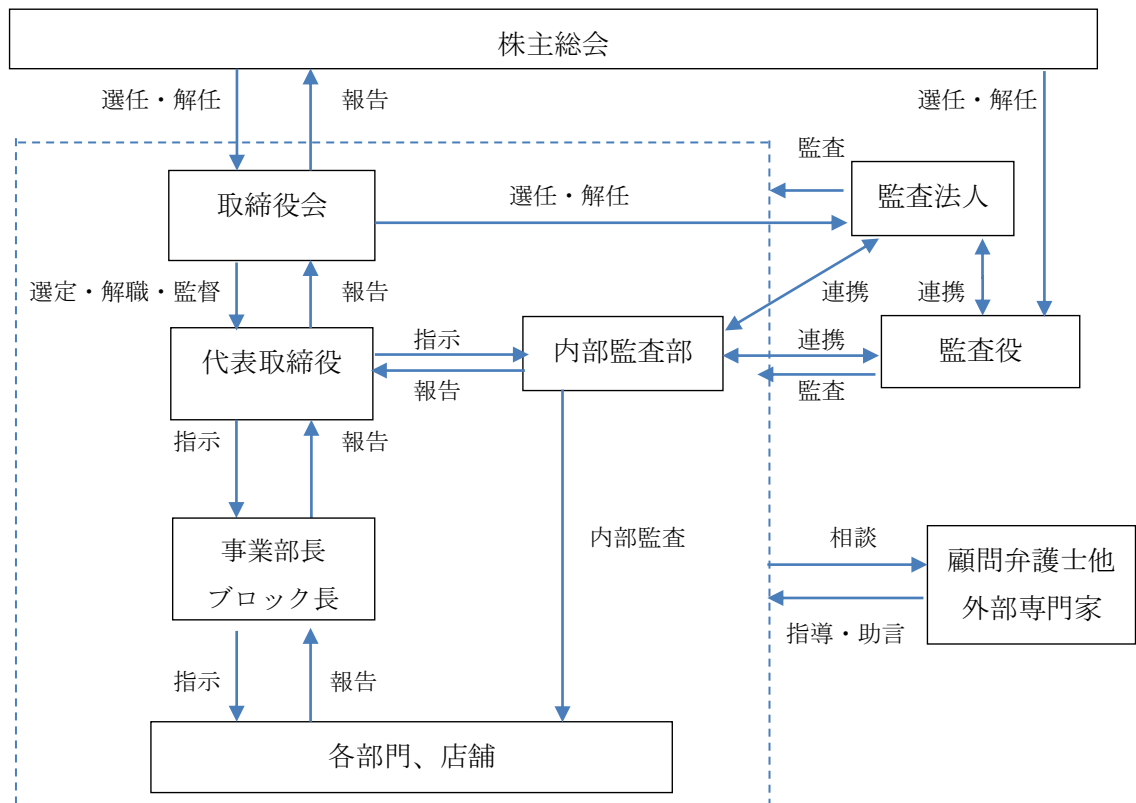 株主総会
選任・解任
報告
選任・解任
監査
取締役会
選任・解任
監査法人
選定・解職・監督
報告
連携
連携
代表取締役
指示
報告
内部監査部
連携
監査
監査役
指示
報告
事業部長
ブロック長
内部監査
相談
顧問弁護士他
外部専門家
指導・助言
指示
報告
各部門、店舗